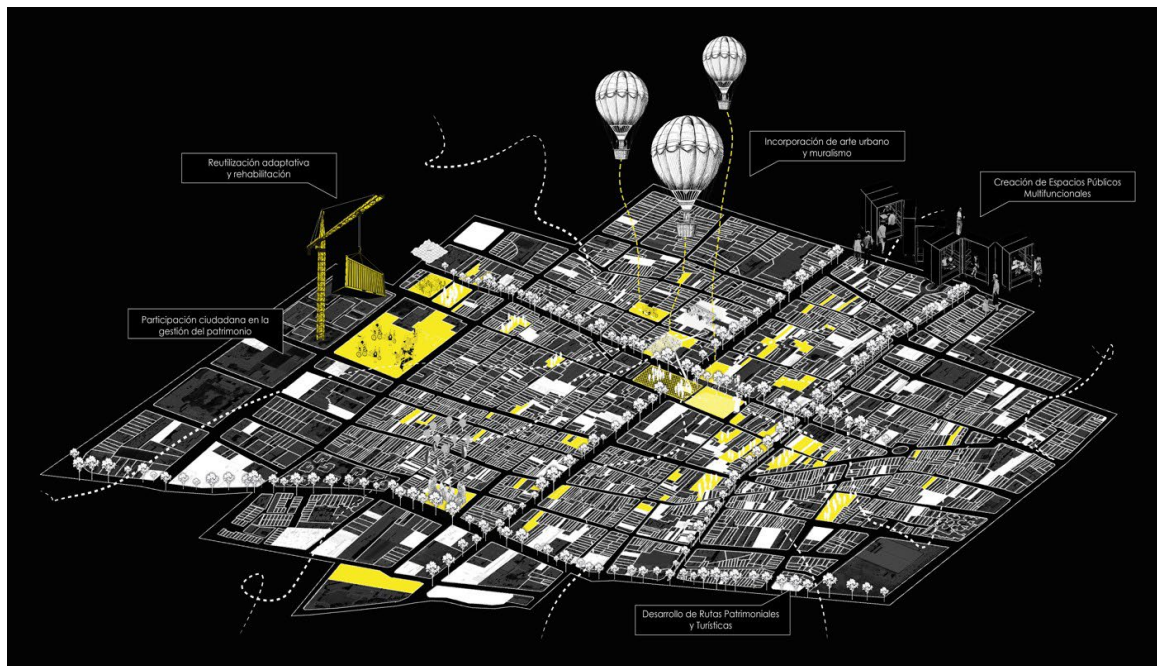 Incorporación de arte urbano
y muralismo
Reutilización adaptativa
y rehabilitación
Creación de Espacios Públicos
Multifuncionales
Participación ciudadana en la
gestión del patrimonio
Desarrollo de Rutas Patrimoniales
y Turísticas